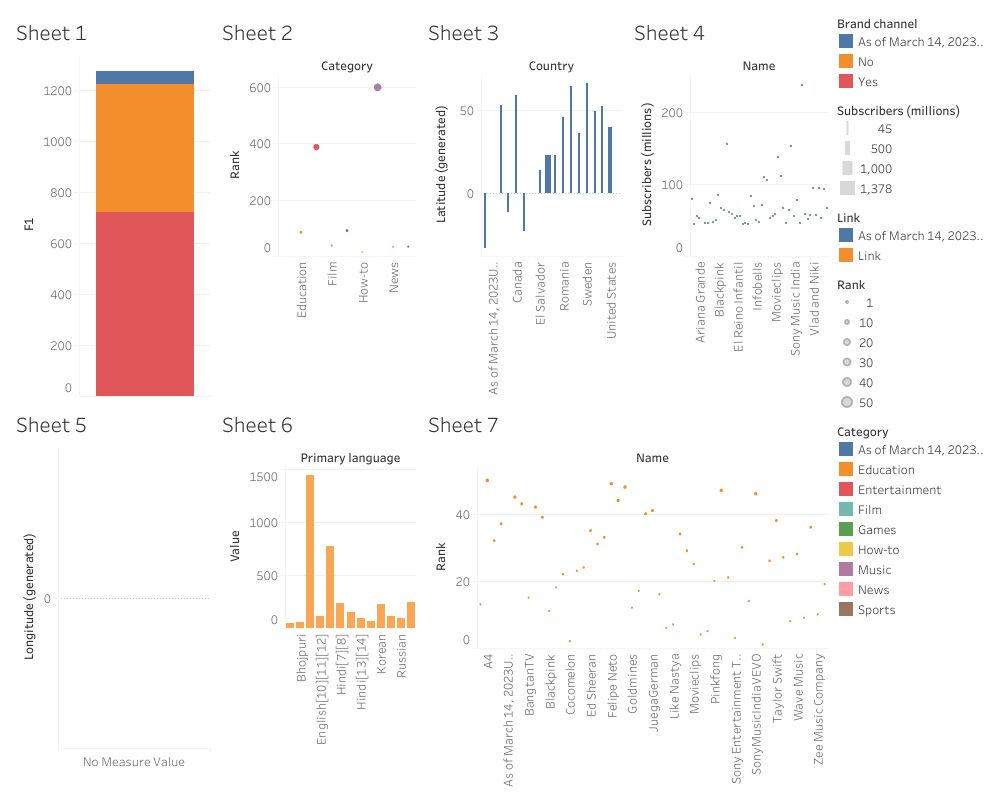 Sheet 1
F1
1200
1000
800
600
400
200
0
Sheet 2
Category
Rank
600
400
200
0
Education
Film
How-to
News
Sheet 3
Country
Latitude (generated)
50
0
As of March 14, 2023U..
Canada
El Salvador
Romania
Sweden
United States
Sheet 4
Name
Subscribers (millions)
200
100
0
Ariana Grande
Blackpink
El Reino Infantil
Infobells
Movieclips
Sony Music India
Vlad and Niki
Brand channel
As of March 14, 2023..
No
Yes
Subscribers (millions)
45
500
1,000
1,378
Link
As of March 14, 2023..
Link
Rank
1
10
20
30
40
50
Category
As of March 14, 2023..
Education
Entertainment
Film
Games
How-to
Music
News
Sports
Sheet 5
Longitude (generated)
0
No Measure Value
Sheet 6
Primary language
Value
1500
1000
500
0
Bhojpuri
English[10][11][12]
Hindi[7][8]
Hindi[13][14]
Korean
Russian
Sheet 7
Name
Rank
40
20
0
A4
As of March 14, 2023U..
BangtanTV
Blackpink
Cocomelon
Ed Sheeran
Felipe Neto
Goldmines
JuegaGerman
Like Nastya
Movieclips
Pinkfong
Sony Entertainment T..
SonyMusicIndiaVEVO
Taylor Swift
Wave Music
Zee Music Company